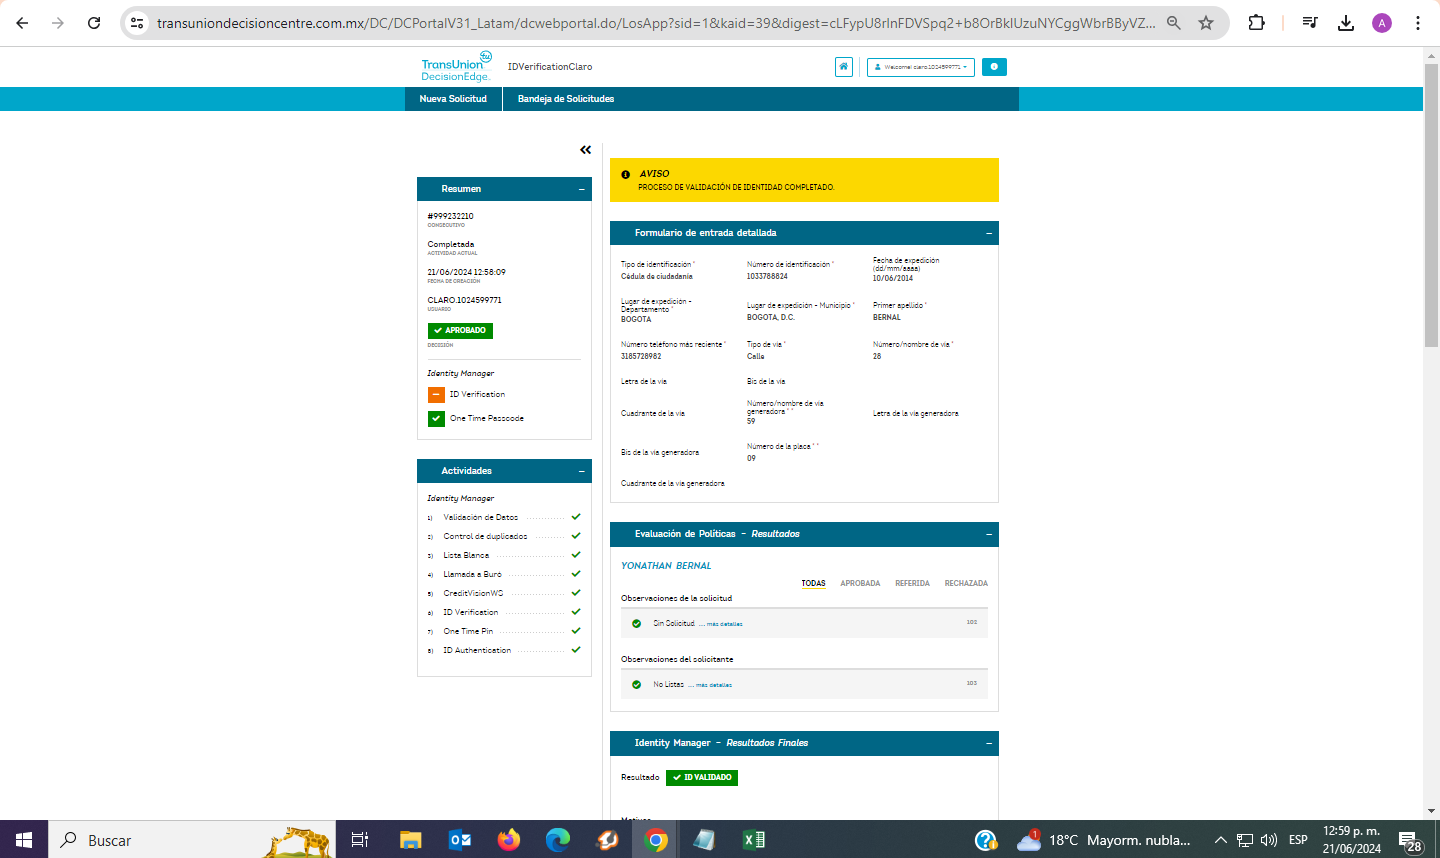 transuniondecisioncentre.com.mx/DC/DCPortalV31_Latam/dcwebportal.do/LosApp?sid=1&kaid=39&digest=cLFypU8rlnFDVSpq2+b8OrBklUzuNYCggWbrBByVZ...
A
TransUnion
DecisionEdge.
tu
IDVerificationClaro
Welcome! claro.1024599771
Nueva Solicitud
Bandeja de Solicitudes
Resumen
#999232210
CONSECUTIVO
Completada
ACTIVIDAD ACTUAL
21/06/2024 12:58:09
FECHA DE CREACIÓN
CLARO.1024599771
USUARIO
APROBADO
DECISIÓN
Identity Manager
ID Verification
One Time Passcode
Actividades
Identity Manager
1) Validación de Datos
2) Control de duplicados
3) Lista Blanca
4) Llamada a Buró
5) CreditVisionWS
6) ID Verification
7) One Time Pin
8) ID Authentication
AVISO
PROCESO DE VALIDACIÓN DE IDENTIDAD COMPLETADO.
Formulario de entrada detallada
Tipo de identificación *
Cédula de ciudadanía
Número de identificación *
1033788824
Fecha de expedición
(dd/mm/aaaa)
10/06/2014
Lugar de expedición -
Departamento *
BOGOTA
Lugar de expedición - Municipio *
BOGOTA, D.C.
Primer apellido *
BERNAL
Número teléfono más reciente *
3185728982
Tipo de vía *
Calle
Número/nombre de vía *
28
Letra de la vía
Bis de la vía
Cuadrante de la vía
Número/nombre de vía
generadora * *
59
Letra de la vía generadora
Bis de la vía generadora
Número de la placa * *
09
Cuadrante de la vía generadora
Evaluación de Políticas - Resultados
YONATHAN BERNAL
TODAS APROBADA REFERIDA RECHAZADA
Observaciones de la solicitud
Sin Solicitud .... más detalles
102
Observaciones del solicitante
No Listas .... más detalles
103
Identity Manager - Resultados Finales
Resultado ID VALIDADO
Motivos
Buscar
1
18°C Mayorm. nubla...
ESP
12:59 p. m.
21/06/2024
28